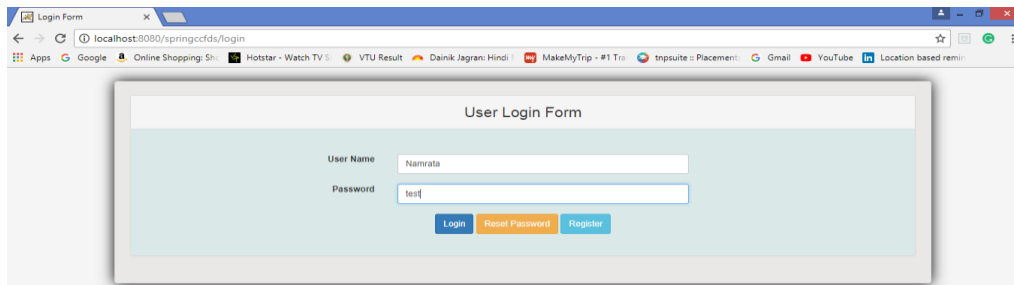 Login Form
localhost:8080/springccfds/login
Apps Google Online Shopping: Sh Hotstar - Watch TV S VTU Result Dainik Jagran: Hindi MakeMyTrip - #1 Tra tnpsuite :: Placement Gmail YouTube Location based remin
User Login Form
User Name Namrata
Password test
Login Reset Password Register